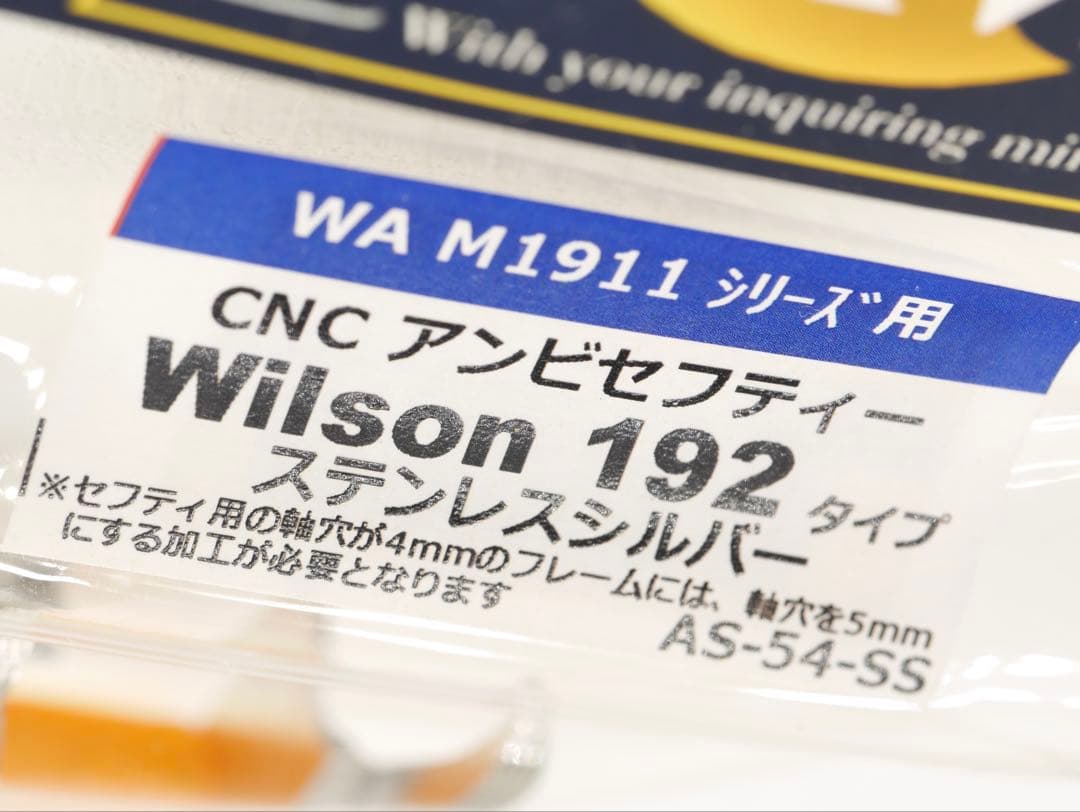 With your inquiring
WA M1911 シリーズ用
CNC アンビセフティー
Wilson 192 タイプ
ステンレスシルバー
※セフティ用の軸穴が4mmのフレームには、軸穴を5mm
にする加工が必要となります
AS-54-SS